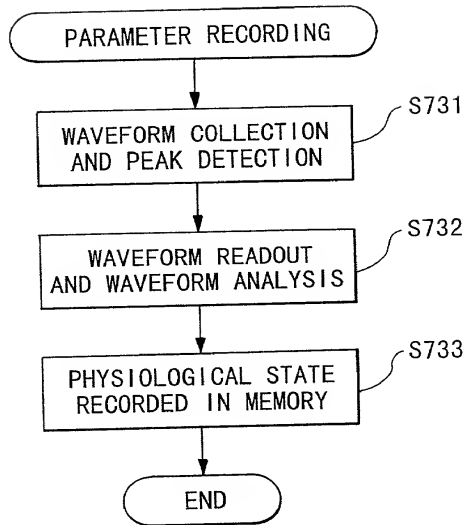 PARAMETER RECORDING
WAVEFORM COLLECTION
AND PEAK DETECTION
S731
WAVEFORM READOUT
AND WAVEFORM ANALYSIS
S732
PHYSIOLOGICAL STATE
RECORDED IN MEMORY
S733
END